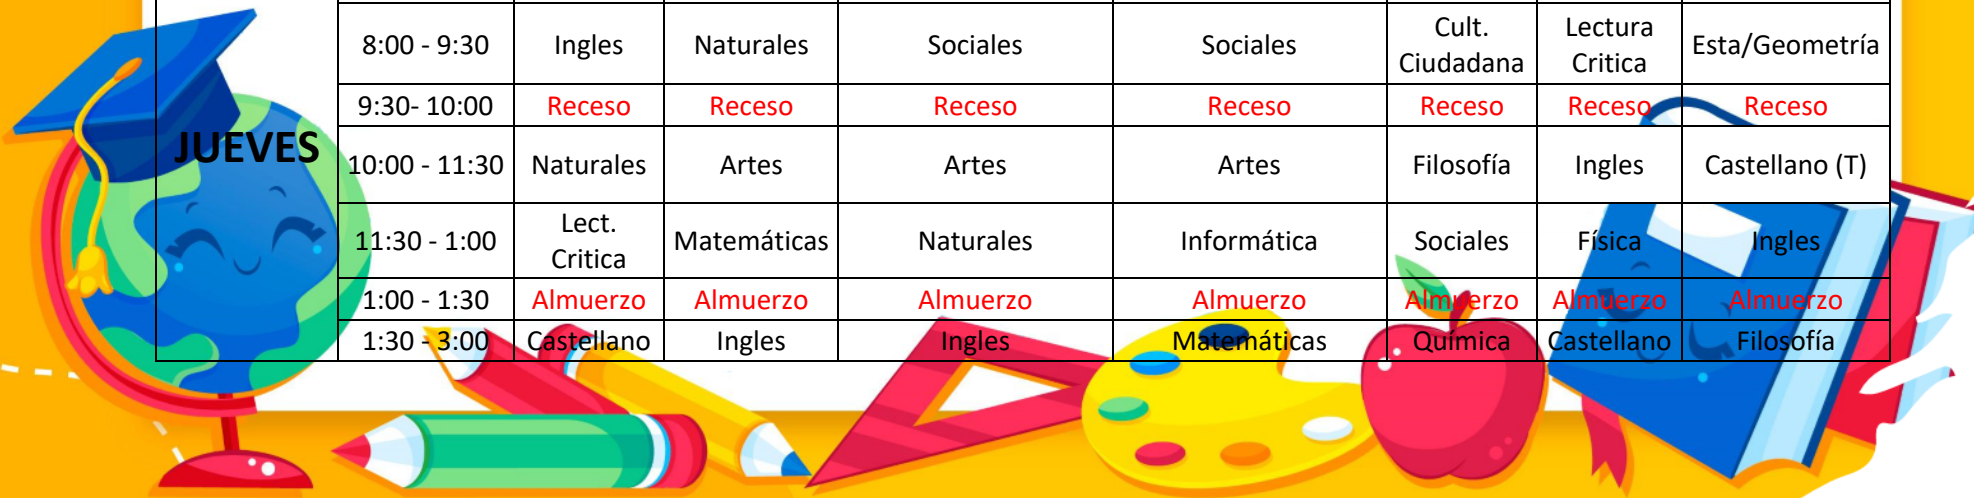 8:00 - 9:30 Ingles Naturales Sociales Sociales Cult. Ciudadana Lectura Critica Esta/Geometría
9:30- 10:00 Receso Receso Receso Receso Receso Receso Receso
JUEVES
10:00 - 11:30 Naturales Artes Artes Artes Filosofía Ingles Castellano (T)
11:30 - 1:00 Lect. Critica Matemáticas Naturales Informática Sociales Física Ingles
1:00 - 1:30 Almuerzo Almuerzo Almuerzo Almuerzo Almuerzo Almuerzo Almuerzo
1:30 - 3:00 Castellano Ingles Ingles Matemáticas Química Castellano Filosofía